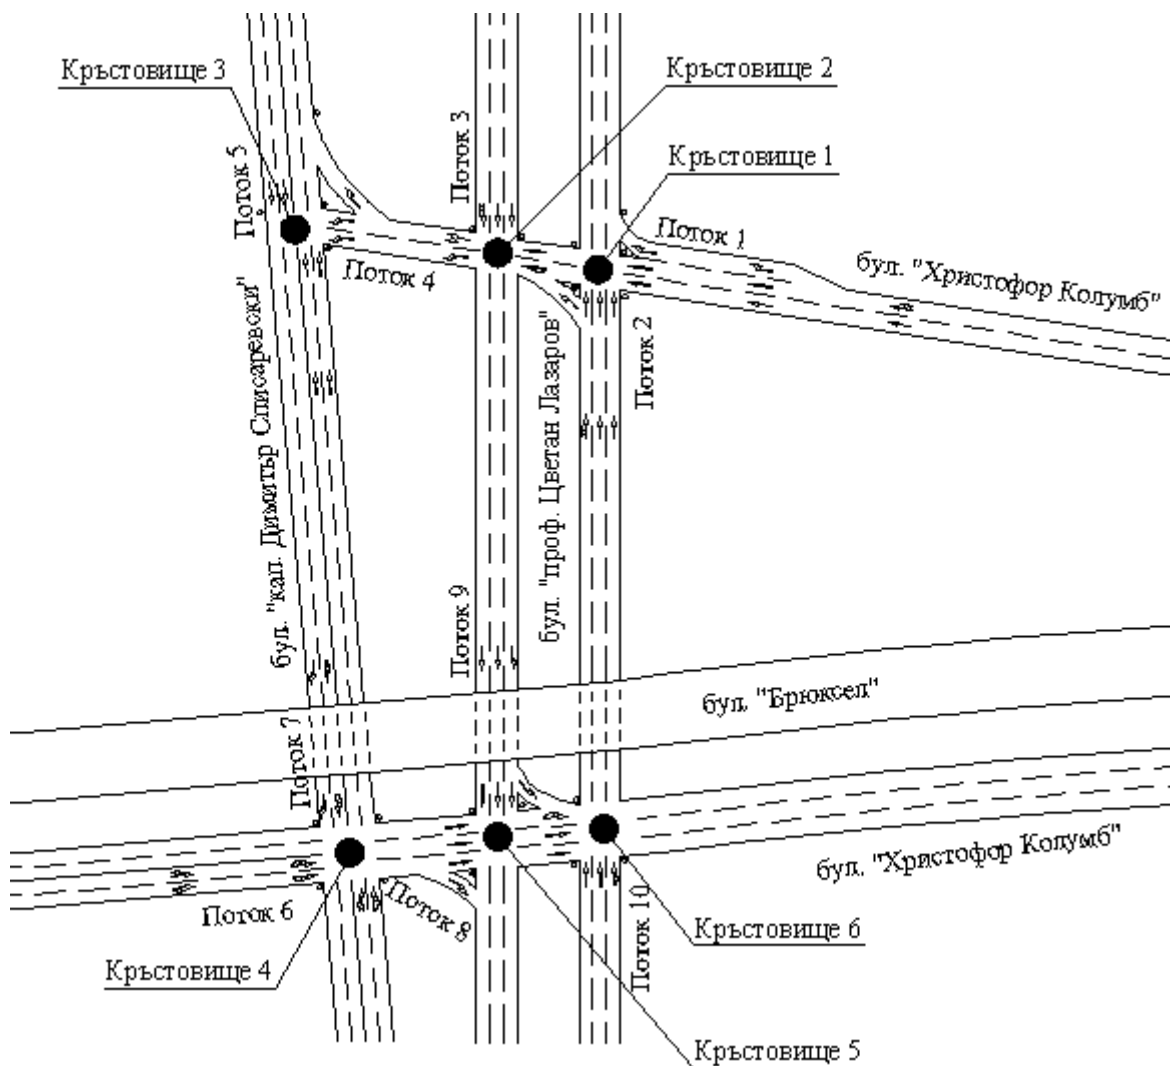 Кръстовище 3
Кръстовище 2
Кръстовище 1
Поток 3
Поток 5
Поток 1
бул. "Христофор Колумб"
Поток 4
Поток 2
бул. "кап. Димитър Списаревски"
бул. "проф. Цветан Лазаров"
Поток 9
бул. "Брюксел"
Поток 7
бул. "Христофор Колумб"
Поток 6
Поток 8
Поток 10
Кръстовище 6
Кръстовище 4
Кръстовище 5